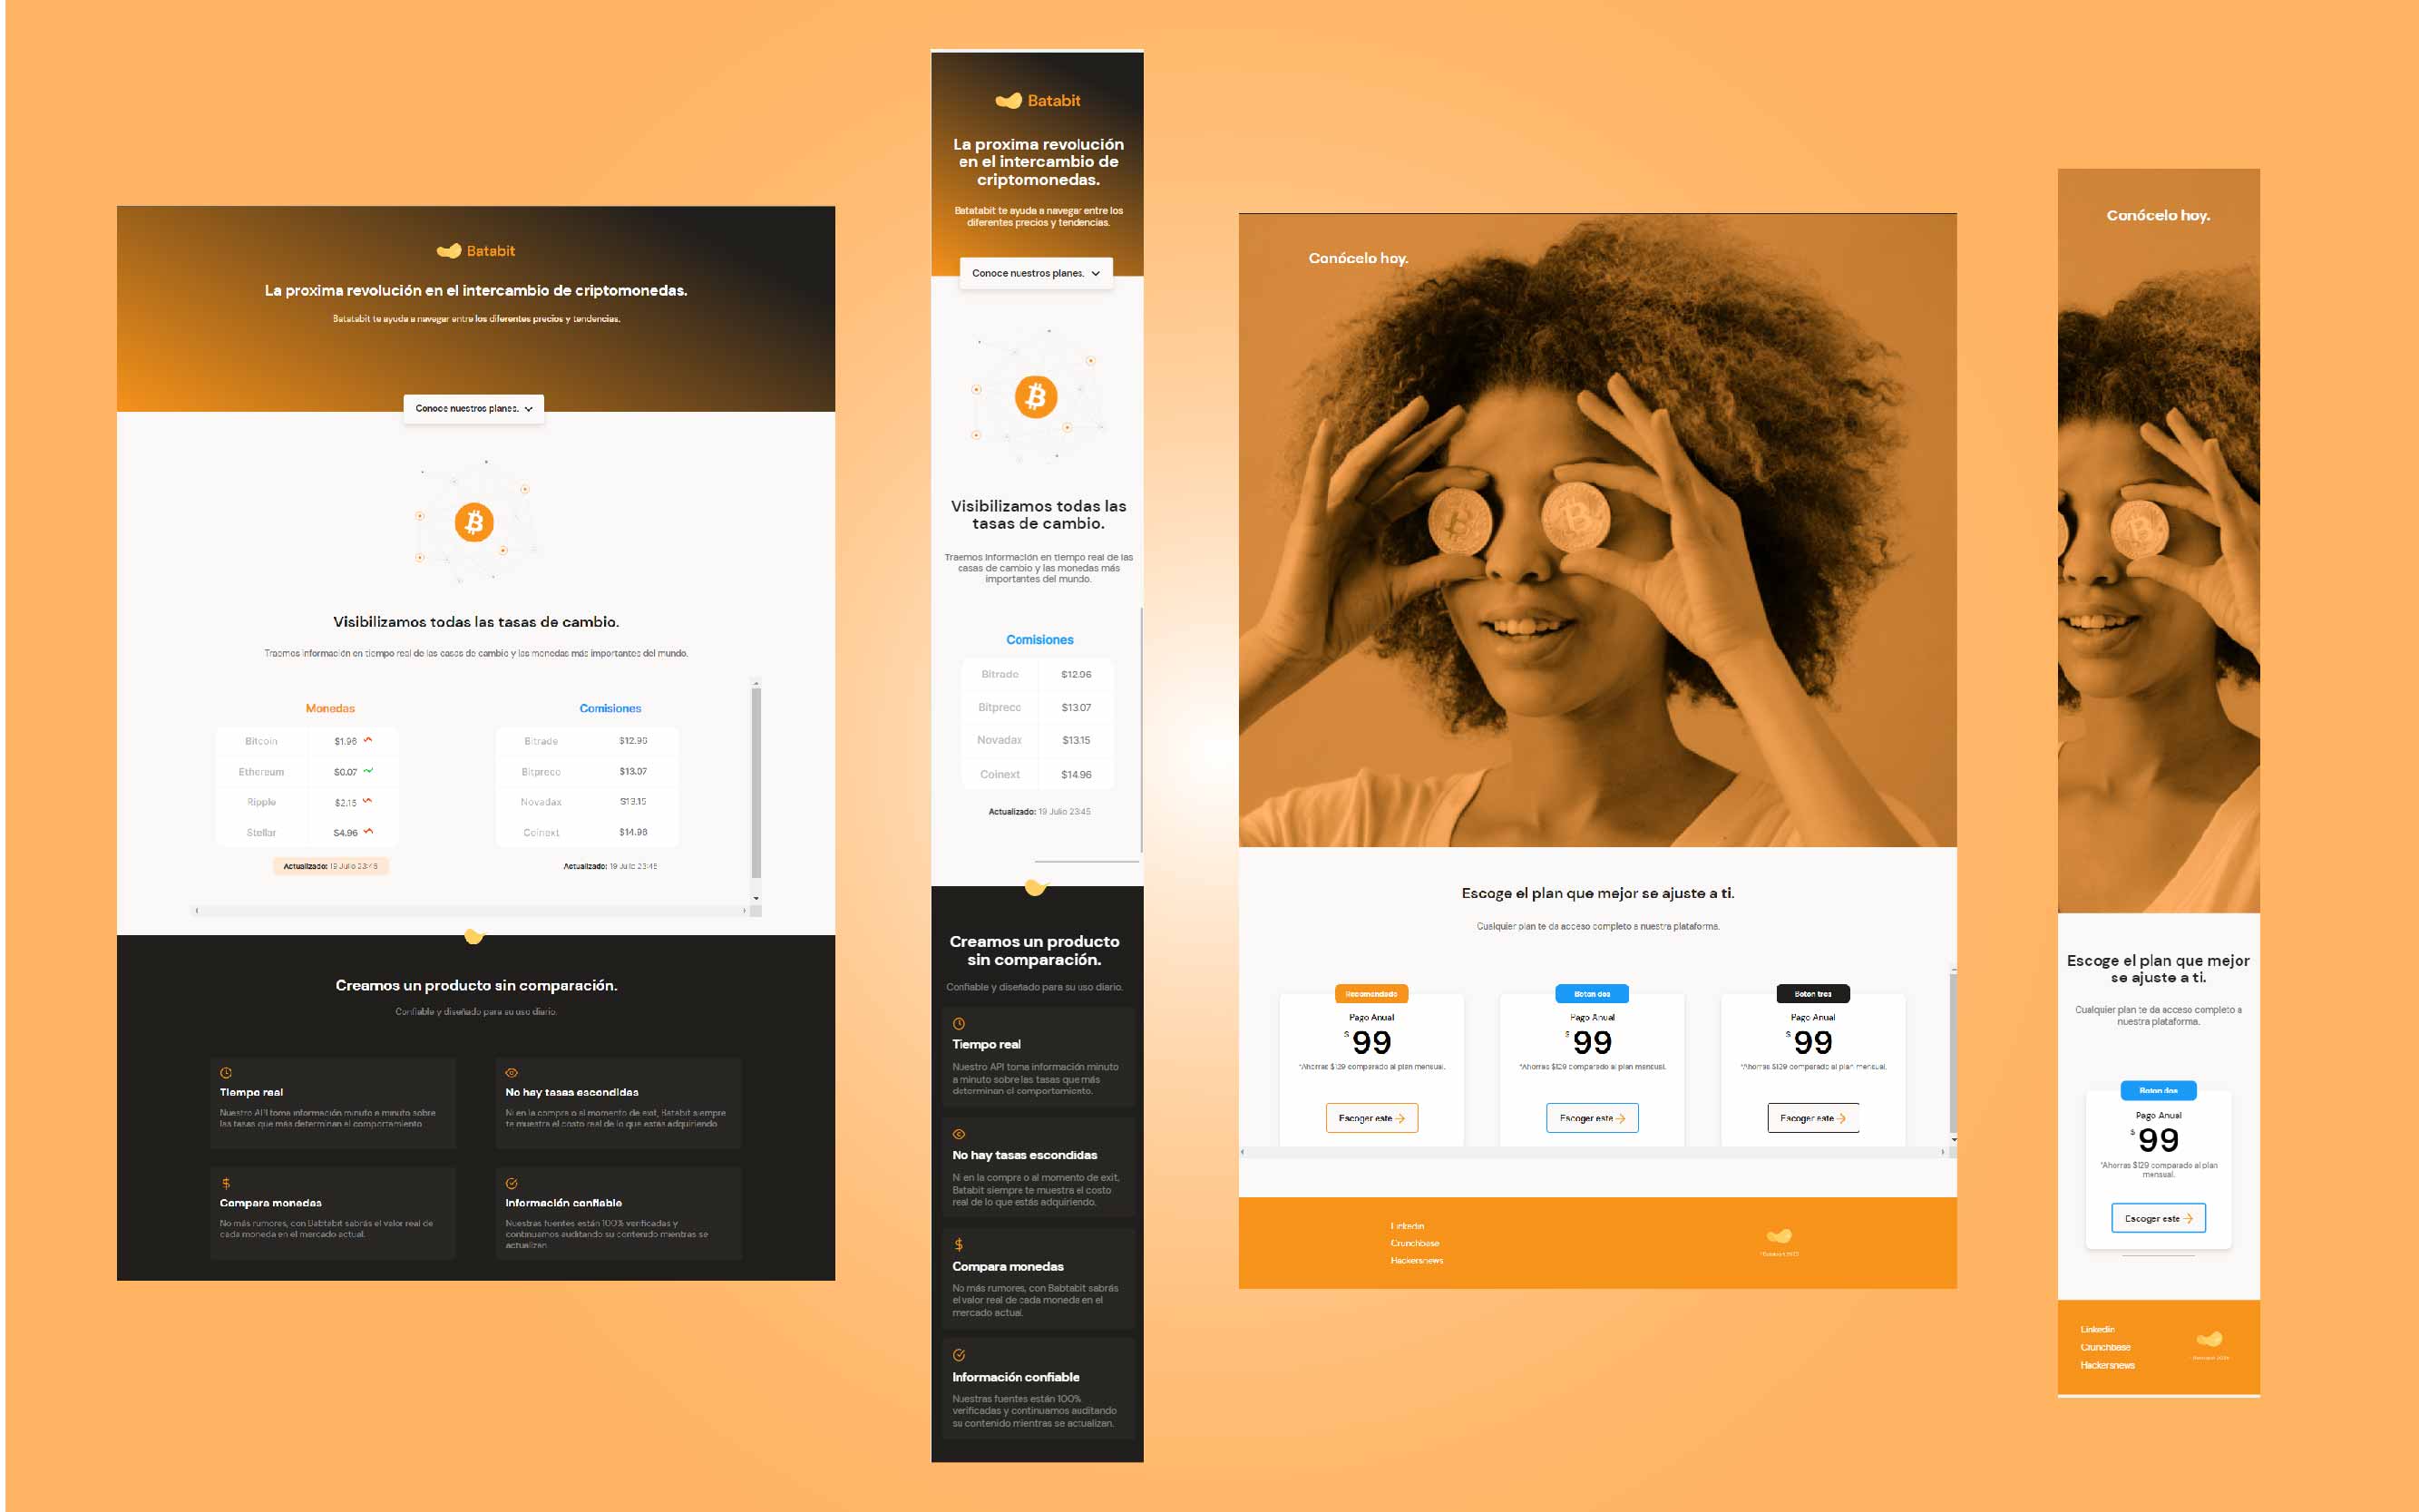 Batabit
La proxima revolución en el intercambio de criptomonedas.
Batatabit te ayuda a navegar entre los diferentes precios y tendencias.
Conoce nuestros planes.
Visibilizamos todas las tasas de cambio.
Traemos información en tiempo real de las casas de cambio y las monedas más importantes del mundo.
Monedas
Bitcoin $1.96
Ethereum $0.07
Ripple $2.15
Stellar $4.96
Actualizado: 19 Julio 23:45
Comisiones
Bitrade $12.96
Bitpreco $13.07
Novadax $13.15
Coinext $14.96
Actualizado: 19 Julio 23:45
Creamos un producto sin comparación.
Confiable y diseñado para su uso diario.
Tiempo real
Nuestro API toma información minuto a minuto sobre
las tasas que más determinan el comportamiento.
No hay tasas escondidas
Ni en la compra o al momento de exit, Batabit siempre
te muestra el costo real de lo que estás adquiriendo.
Compara monedas
No más rumores, con Babtabit sabrás el valor real de
cada moneda en el mercado actual.
Información confiable
Nuestras fuentes están 100% verificadas y
continuamos auditando su contenido mientras se
actualizan.
Batabit
La proxima revolución
en el intercambio de
criptomonedas.
Batatabit te ayuda a navegar entre los
diferentes precios y tendencias.
Conoce nuestros planes.
Visibilizamos todas las
tasas de cambio.
Traemos información en tiempo real de las
casas de cambio y las monedas más
importantes del mundo.
Comisiones
Bitrade $12.96
Bitpreco $13.07
Novadax $13.15
Coinext $14.96
Actualizado: 19 Julio 23:45
Creamos un producto
sin comparación.
Confiable y diseñado para su uso diario.
Tiempo real
Nuestro API toma información minuto
a minuto sobre las tasas que más
determinan el comportamiento.
No hay tasas escondidas
Ni en la compra o al momento de exit,
Batabit siempre te muestra el costo
real de lo que estás adquiriendo.
Compara monedas
No más rumores, con Babtabit sabrás
el valor real de cada moneda en el
mercado actual.
Información confiable
Nuestras fuentes están 100%
verificadas y continuamos auditando
su contenido mientras se actualizan.
Conócelo hoy.
Escoge el plan que mejor se ajuste a ti.
Cualquier plan te da acceso completo a nuestra plataforma.
Recomendado
Pago Anual
$ 99
*Ahorras $129 comparado al plan mensual.
Escoger este
Boton dos
Pago Anual
$ 99
*Ahorras $129 comparado al plan mensual.
Escoger este
Boton tres
Pago Anual
$ 99
*Ahorras $129 comparado al plan mensual.
Escoger este
Linkedin
Crunchbase
Hackersnews
Conócelo hoy.
Escoge el plan que mejor
se ajuste a ti.
Cualquier plan te da acceso completo a
nuestra plataforma.
Boton dos
Pago Anual
$ 99
*Ahorras $129 comparado al plan
mensual.
Escoger este
Linkedin
Crunchbase
Hackersnews